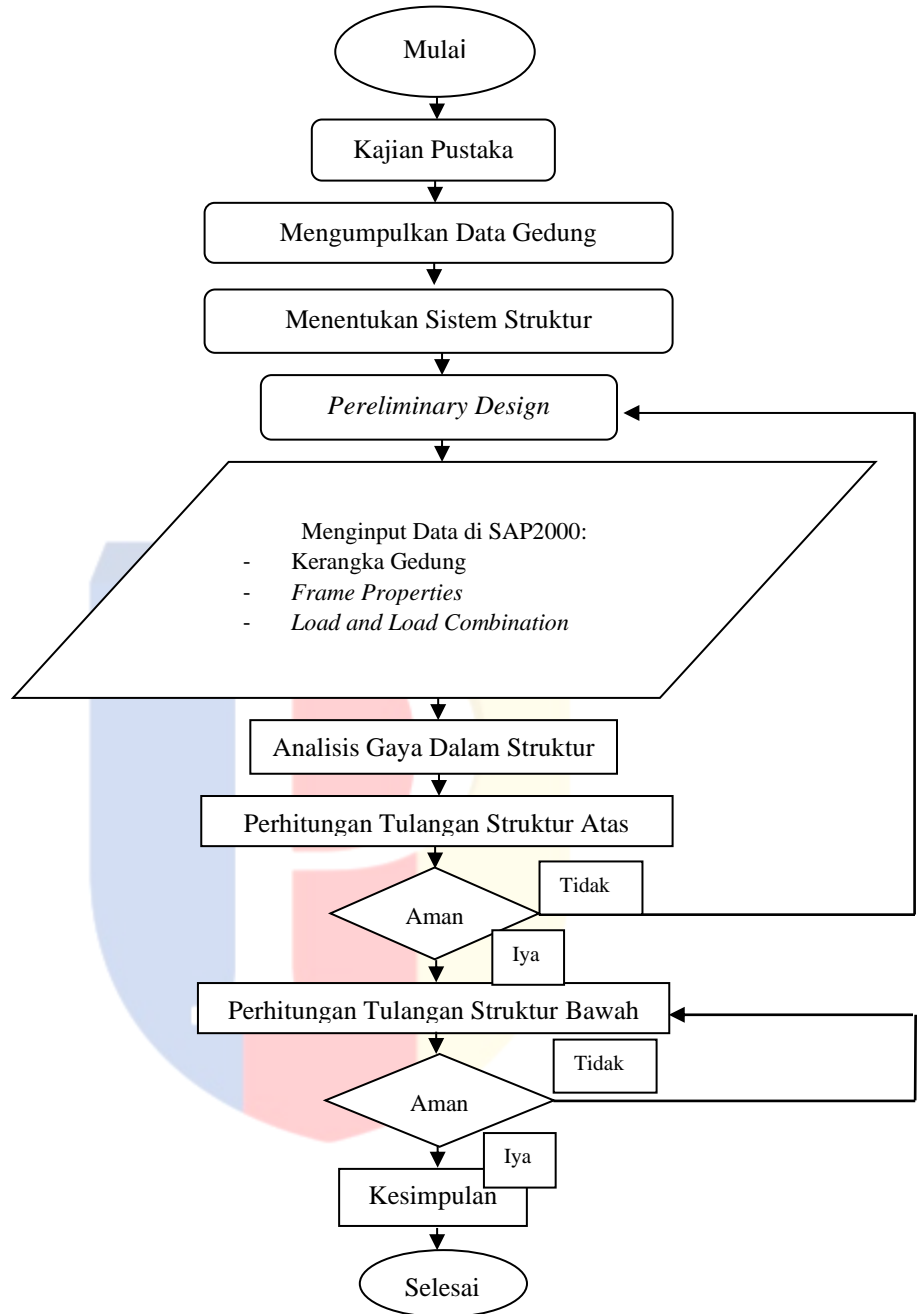 Mulai
Kajian Pustaka
Mengumpulkan Data Gedung
Menentukan Sistem Struktur
Pereliminary Design
Menginput Data di SAP2000:
- Kerangka Gedung
- Frame Properties
- Load and Load Combination
Analisis Gaya Dalam Struktur
Perhitungan Tulangan Struktur Atas
Tidak
Aman
Iya
Perhitungan Tulangan Struktur Bawah
Tidak
Aman
Iya
Kesimpulan
Selesai